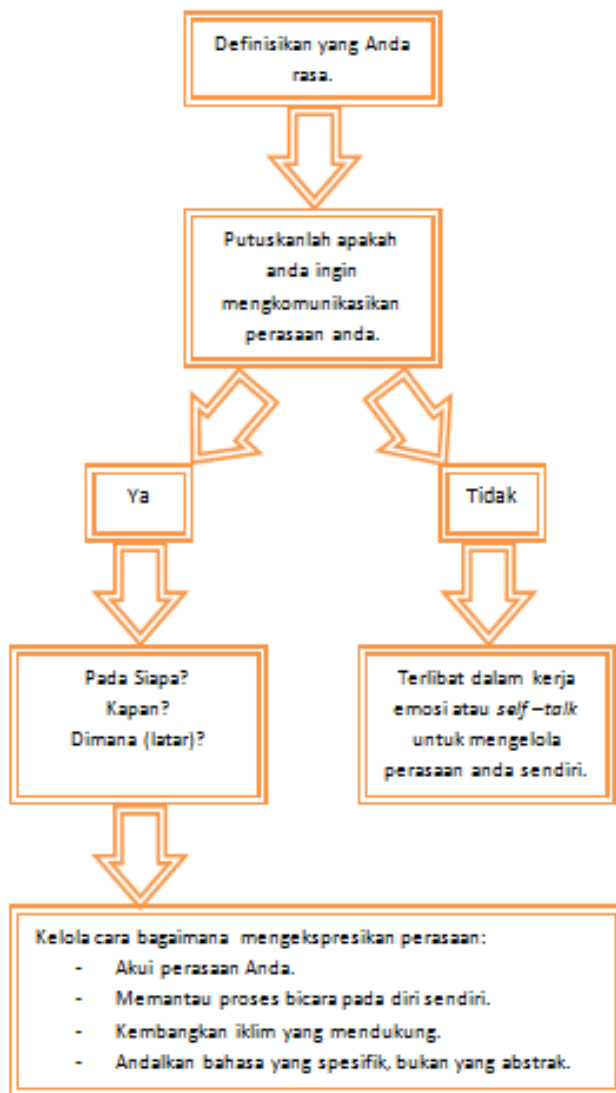 Definisikan yang Anda
rasa.
Putuskanlah apakah
anda ingin
mengkomunikasikan
perasaan anda.
Ya
Tidak
Pada Siapa?
Kapan?
Dimana (latar)?
Terlibat dalam kerja
emosi atau self –talk
untuk mengelola
perasaan anda sendiri.
Kelola cara bagaimana mengekspresikan perasaan:
- Akui perasaan Anda.
- Memantau proses bicara pada diri sendiri.
- Kembangkan iklim yang mendukung.
- Andalkan bahasa yang spesifik, bukan yang abstrak.